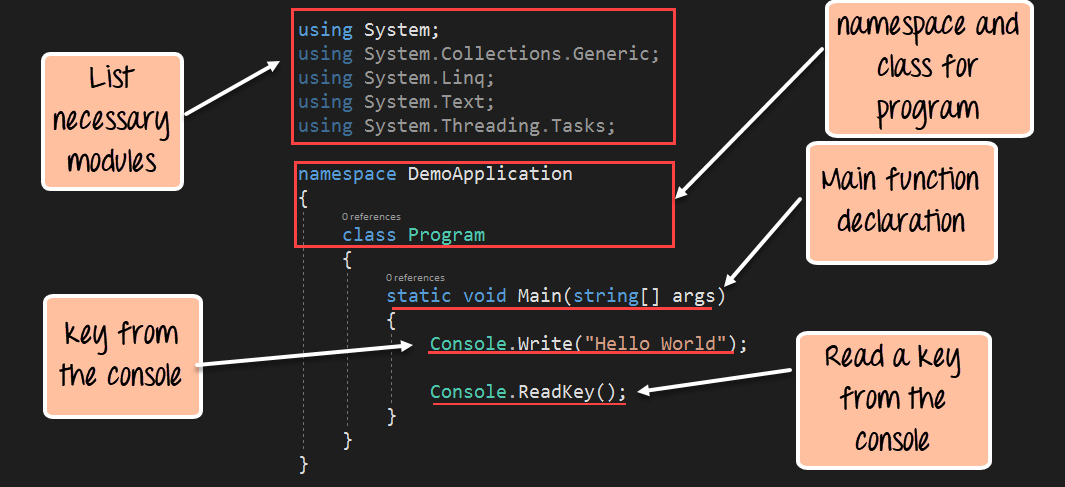 List
necessary
modules
using System;
using System.Collections.Generic;
using System.Linq;
using System.Text;
using System.Threading.Tasks;
namespace and
class for
program
namespace DemoApplication
{
0 references
class Program
{
Main function
declaration
0 references
static void Main(string[] args)
{
key from
the console
Console.Write("Hello World");
Console.ReadKey();
Read a key
from the
console
}
}
}